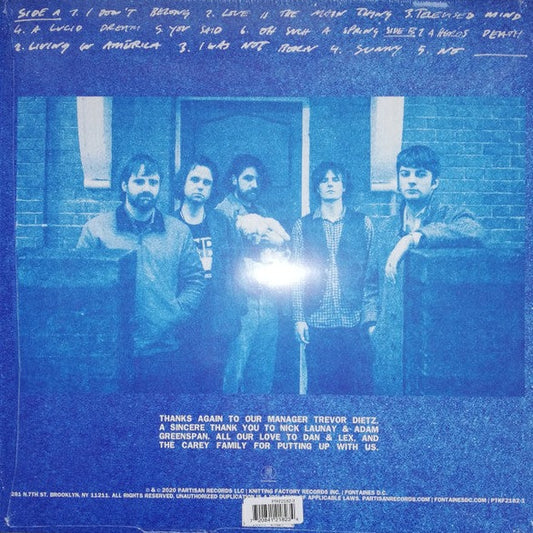 SIDE A 1. I DON'T BELONG 2. LOVE IS THE MAIN THING 3. TELEVISED MIND
4. A LUCID DREAM 5. YOU SAID 6. OH SUCH A SPRING SIDE B 1. A HERO'S DEATH
2. LIVING IN AMERICA 3. I WAS NOT BORN 4. SUNNY 5. NO
THANKS AGAIN TO OUR MANAGER TREVOR DIETZ,
A SINCERE THANK YOU TO NICK LAUNAY & ADAM
GREENSPAN. ALL OUR LOVE TO DAN & LEX, AND
THE CAREY FAMILY FOR PUTTING UP WITH US.
℗ & © 2020 PARTISAN RECORDS LLC | KNITTING FACTORY RECORDS INC. | FONTAINES D.C.
281 N.7TH ST. BROOKLYN, NY 11211. ALL RIGHTS RESERVED. UNAUTHORIZED DUPLICATION IS A VIOLATION OF APPLICABLE LAWS. PARTISANRECORDS.COM | FONTAINESDC.COM | PTKF2182-1